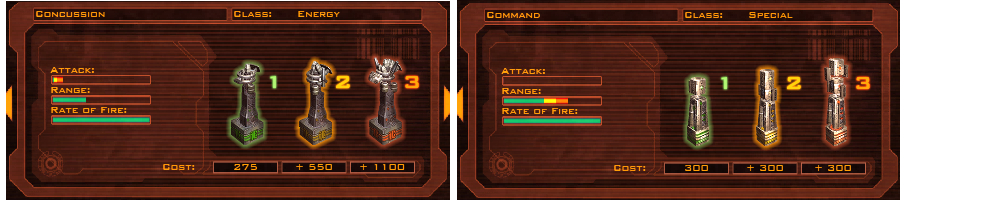 CONCUSSION CLASS: ENERGY
ATTACK:
RANGE:
RATE OF FIRE:
1 2 3
COST: 275 + 550 + 1100
COMMAND CLASS: SPECIAL
ATTACK:
RANGE:
RATE OF FIRE:
1 2 3
COST: 300 + 300 + 300